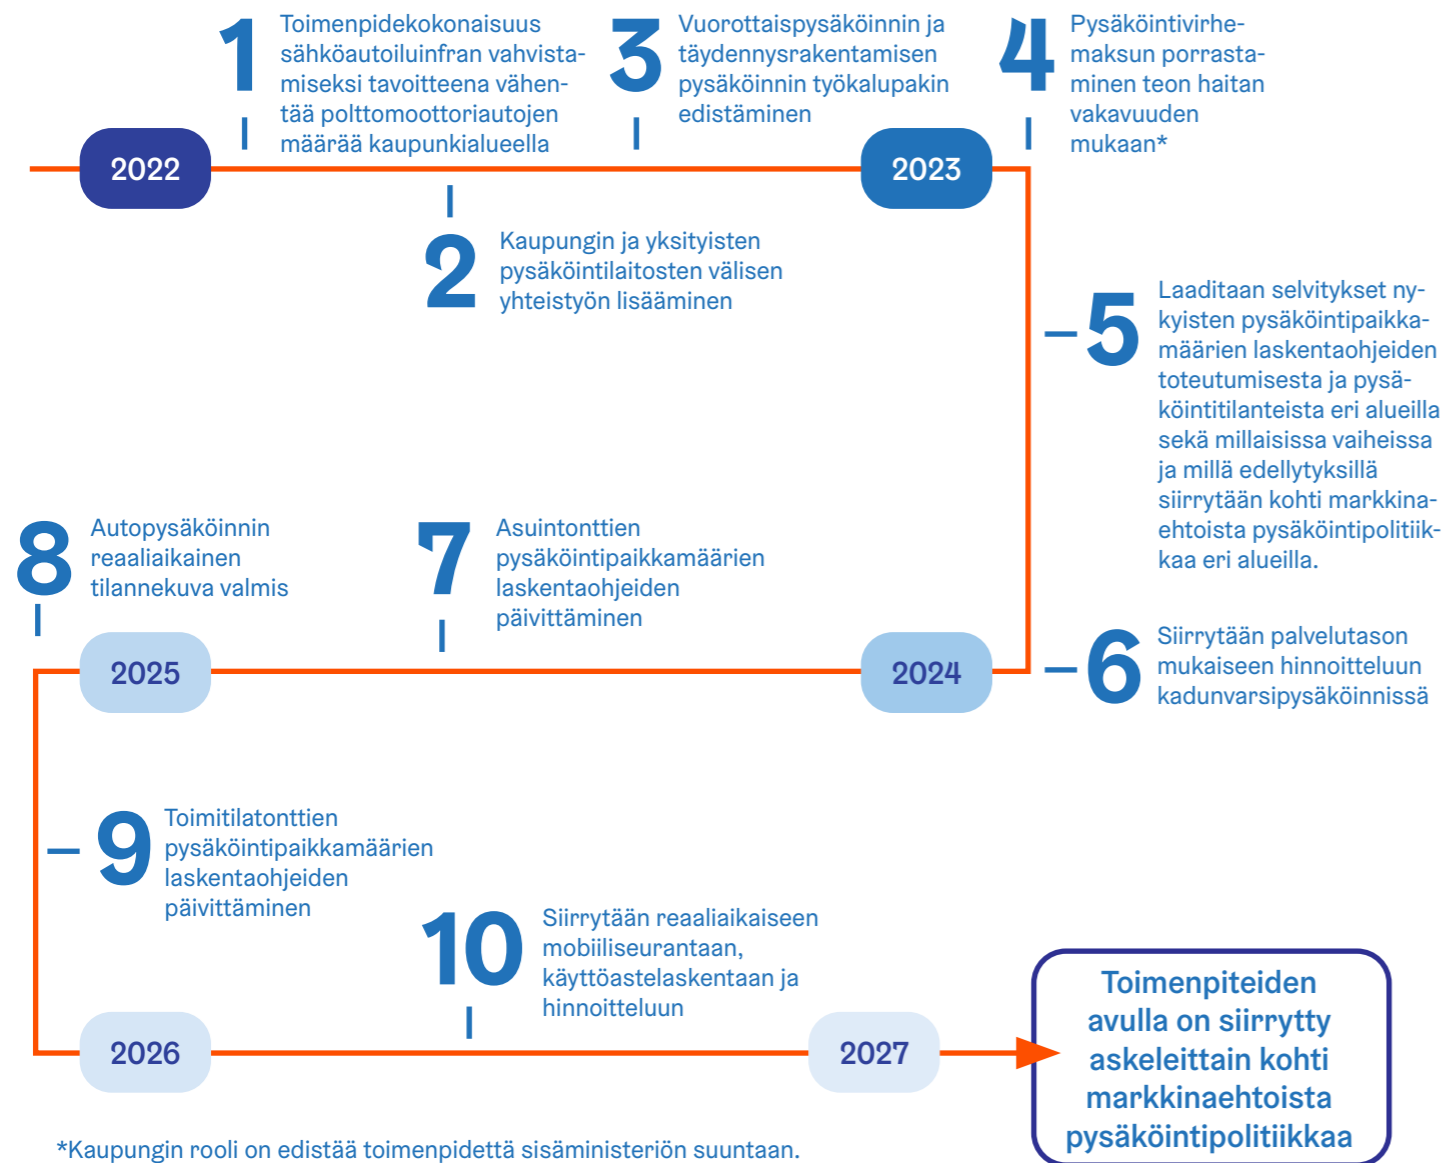 1
Toimenpidekokonaisuus
sähköautoiluinfran vahvista-
miseksi tavoitteena vähen-
tää polttomoottoriautojen
määrää kaupunkialueella
3
Vuorottaispysäköinnin ja
täydennysrakentamisen
pysäköinnin työkalupakin
edistäminen
4
Pysäköintivirhe-
maksun porrasta-
minen teon haitan
vakavuuden
mukaan*
2022
2023
2
Kaupungin ja yksityisten
pysäköintilaitosten välisen
yhteistyön lisääminen
5
Laaditaan selvitykset ny-
kyisten pysäköintipaikka-
määrien laskentaohjeiden
toteutumisesta ja pysä-
köintitilanteista eri alueilla
sekä millaisissa vaiheissa
ja millä edellytyksillä
siirrytään kohti markkina-
ehtoista pysäköintipolitiik-
kaa eri alueilla.
8
Autopysäköinnin
reaaliaikainen
tilannekuva valmis
7
Asuintonttien
pysäköintipaikkamäärien
laskentaohjeiden
päivittäminen
6
Siirrytään palvelutason
mukaiseen hinnoitteluun
kadunvarsipysäköinnissä
2025
2024
9
Toimitilatonttien
pysäköintipaikkamäärien
laskentaohjeiden
päivittäminen
10
Siirrytään reaaliaikaiseen
mobiiliseurantaan,
käyttöastelaskentaan ja
hinnoitteluun
2026
2027
Toimenpiteiden
avulla on siirrytty
askeleittain kohti
markkinaehtoista
pysäköintipolitiikkaa
*Kaupungin rooli on edistää toimenpidettä sisäministeriön suuntaan.